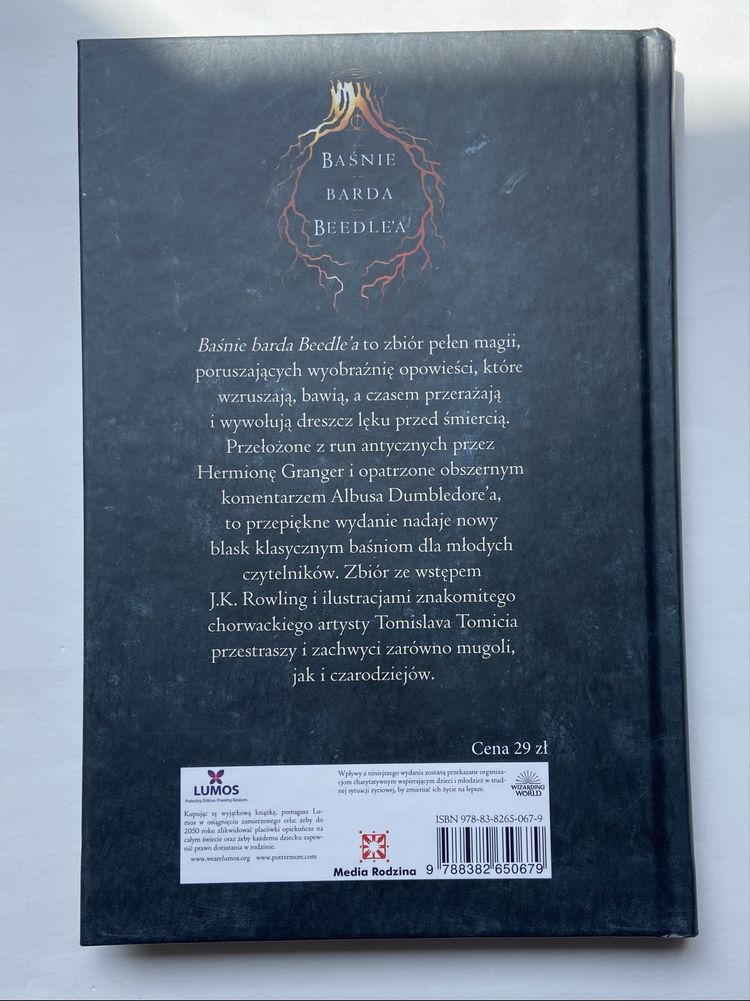 BAŚNIE
BARDA
BEEDLE'A
Baśnie barda Beedle'a to zbiór pełen magii,
poruszających wyobraźnię opowieści, które
wzruszają, bawią, a czasem przerażają
i wywołują dreszcz lęku przed śmiercią.
Przełożone z run antycznych przez
Hermionę Granger i opatrzone obszernym
komentarzem Albusa Dumbledore'a,
to przepiękne wydanie nadaje nowy
blask klasycznym baśniom dla młodych
czytelników. Zbiór ze wstępem
J.K. Rowling i ilustracjami znakomitego
chorwackiego artysty Tomislava Tomicia
przestraszy i zachwyci zarówno mugoli,
jak i czarodziejów.
Cena 29 zł
LUMOS
Protecting Children. Providing Solutions.
Kupując tę wyjątkową książkę, pomagasz Lu-
mos w osiągnięciu zamierzonego celu: żeby do
2050 roku zlikwidować placówki opiekuńcze na
całym świecie oraz żeby każdemu dziecku zapew-
nić prawo dorastania w rodzinie.
www.wearelumos.org www.pottermore.com
Wpływy z niniejszego wydania zostaną przekazane organiza-
cjom charytatywnym wspierającym dzieci i młodzież w trud-
nej sytuacji życiowej, by zmieniać ich życie na lepsze.
WIZARDING
WORLD
Media Rodzina
ISBN 978-83-8265-067-9
9 788382 650679